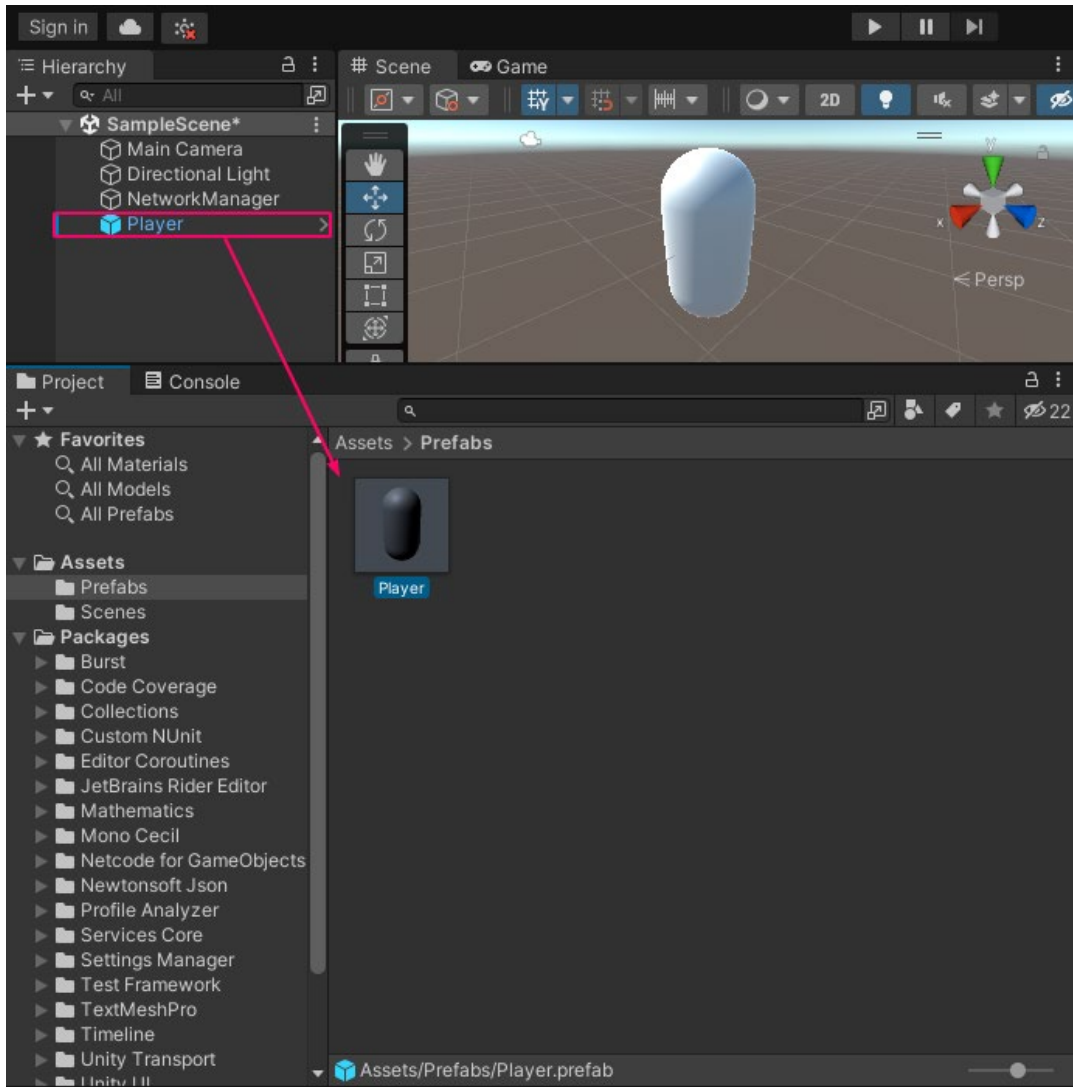 Sign in
Hierarchy
All
SampleScene*
Main Camera
Directional Light
NetworkManager
Player
Scene
Game
2D
y
x
z
Persp
Project
Console
22
Favorites
All Materials
All Models
All Prefabs
Assets
Prefabs
Scenes
Packages
Burst
Code Coverage
Collections
Custom NUnit
Editor Coroutines
JetBrains Rider Editor
Mathematics
Mono Cecil
Netcode for GameObjects
Newtonsoft Json
Profile Analyzer
Services Core
Settings Manager
Test Framework
TextMeshPro
Timeline
Unity Transport
Unity UI
Assets > Prefabs
Player
Assets/Prefabs/Player.prefab